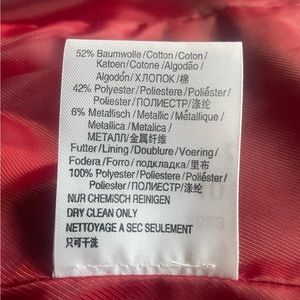 52% Baumwolle/Cotton/Coton/
Katoen/Cotone/Algodão/
Algodón/ХЛОПОК/棉
42% Polyester/Poliestere/Poliéster/
Poliester/ПОЛИЕСТР/涤纶
6% Metallisch/Metallic/Métallique/
Metallica/Metalica/
МЕТАЛЛ/金属纤维
Futter/Lining/Doublure/Voering/
Fodera/Forro/подкладка/里布
100% Polyester/Poliestere/Poliéster/
Poliester/ПОЛИЕСТР/涤纶
NUR CHEMISCH REINIGEN
DRY CLEAN ONLY
NETTOYAGE A SEC SEULEMENT
只可干洗